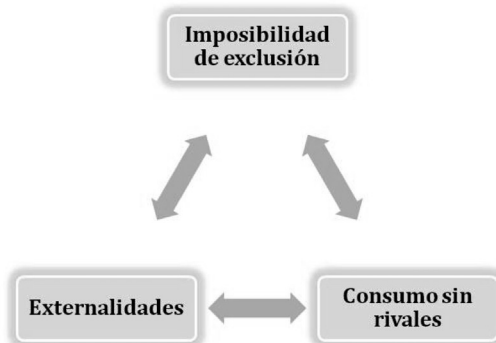 Imposibilidad
de exclusión
Externalidades
Consumo sin
rivales